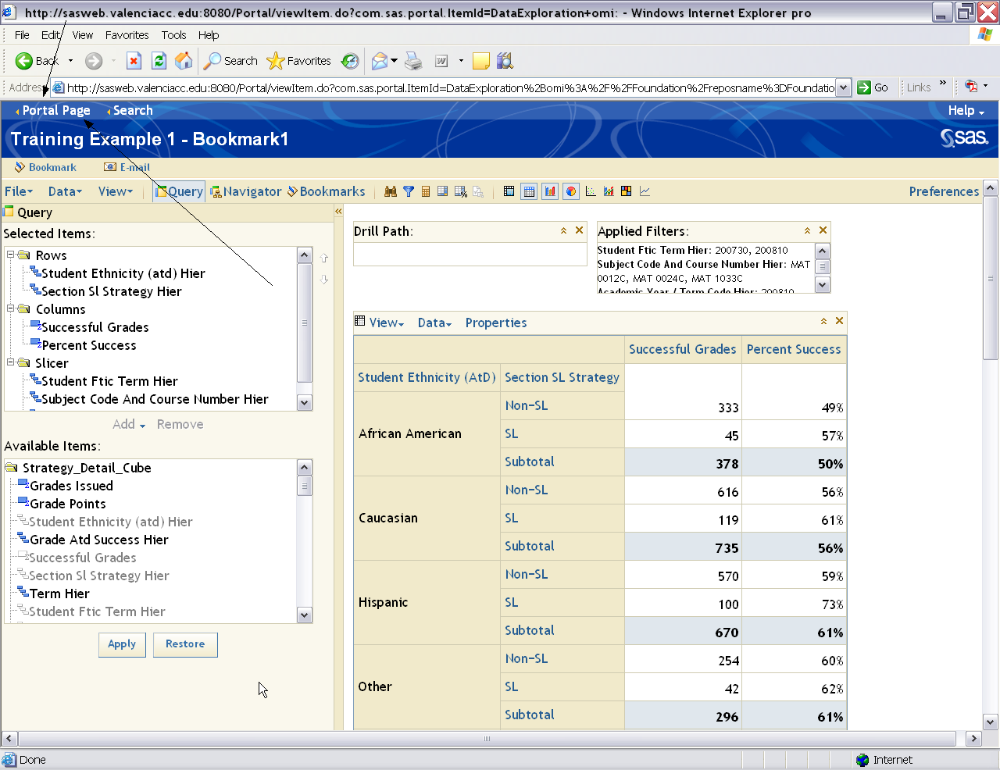 http://sasweb.valenciacc.edu:8080/Portal/viewItem.do?com.sas.portal.ItemId=DataExploration+omi: - Windows Internet Explorer pro
File Edit View Favorites Tools Help
Back Search Favorites
Address http://sasweb.valenciacc.edu:8080/Portal/viewItem.do?com.sas.portal.ItemId=DataExploration%2Bomi%3A%2F%2FFoundation%2Freposname%3DFoundatio Go Links »
Portal Page Search Help
Training Example 1 - Bookmark1 sas.
Bookmark E-mail
File Data View Query Navigator Bookmarks Preferences
Query
Selected Items:
Rows
Student Ethnicity (atd) Hier
Section Sl Strategy Hier
Columns
Successful Grades
Percent Success
Slicer
Student Ftic Term Hier
Subject Code And Course Number Hier
Add Remove
Available Items:
Strategy_Detail_Cube
Grades Issued
Grade Points
Student Ethnicity (atd) Hier
Grade Atd Success Hier
Successful Grades
Section Sl Strategy Hier
Term Hier
Student Ftic Term Hier
Apply Restore
Drill Path:
Applied Filters:
Student Ftic Term Hier: 200730, 200810
Subject Code And Course Number Hier: MAT
0012C, MAT 0024C, MAT 1033C
Academic Year / Term Code Hier: 200810
View Data Properties
Successful Grades Percent Success
Student Ethnicity (AtD) Section SL Strategy
African American Non-SL 333 49%
SL 45 57%
Subtotal 378 50%
Caucasian Non-SL 616 56%
SL 119 61%
Subtotal 735 56%
Hispanic Non-SL 570 59%
SL 100 73%
Subtotal 670 61%
Other Non-SL 254 60%
SL 42 62%
Subtotal 296 61%
Done Internet